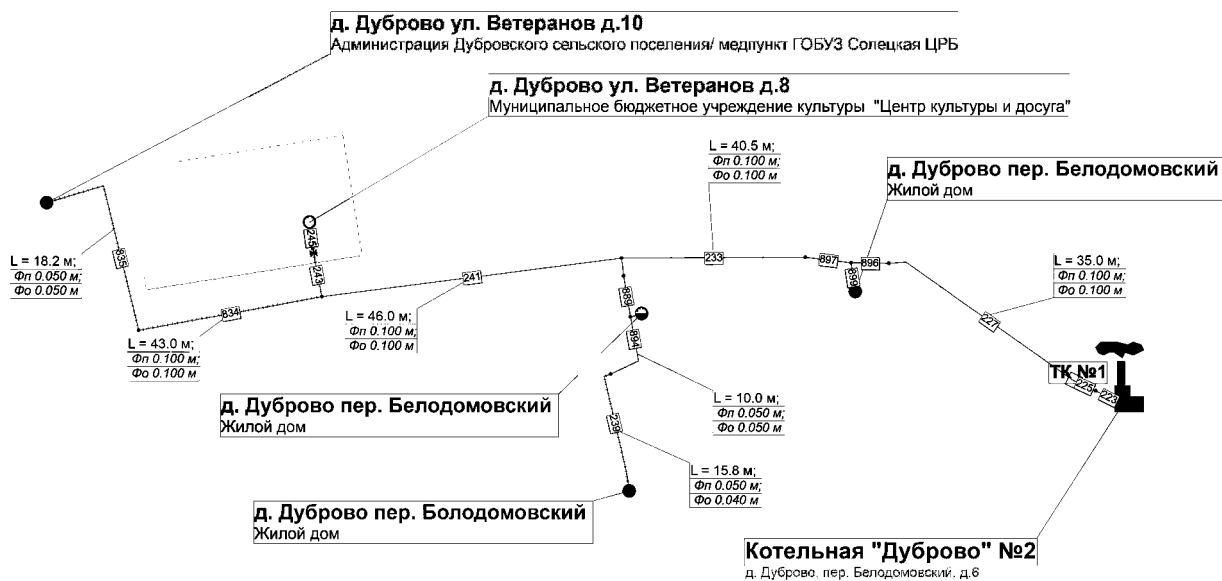 д. Дуброво ул. Ветеранов д.10
Администрация Дубровского сельского поселения/ медпункт ГОБУЗ Солецкая ЦРБ
д. Дуброво ул. Ветеранов д.8
Муниципальное бюджетное учреждение культуры "Центр культуры и досуга"
L = 40.5 м;
Фп 0.100 м;
Фо 0.100 м
д. Дуброво пер. Белодомовский
Жилой дом
L = 18.2 м;
Фп 0.050 м;
Фо 0.050 м
835
245
243
241
233
897
896
899
L = 35.0 м;
Фп 0.100 м;
Фо 0.100 м
227
834
L = 43.0 м;
Фп 0.100 м;
Фо 0.100 м
L = 46.0 м;
Фп 0.100 м;
Фо 0.100 м
889
894
ТК №1
225
223
д. Дуброво пер. Белодомовский
Жилой дом
L = 10.0 м;
Фп 0.050 м;
Фо 0.050 м
239
L = 15.8 м;
Фп 0.050 м;
Фо 0.040 м
д. Дуброво пер. Болодомовский
Жилой дом
Котельная "Дуброво" №2
д. Дуброво, пер. Белодомовский, д.6